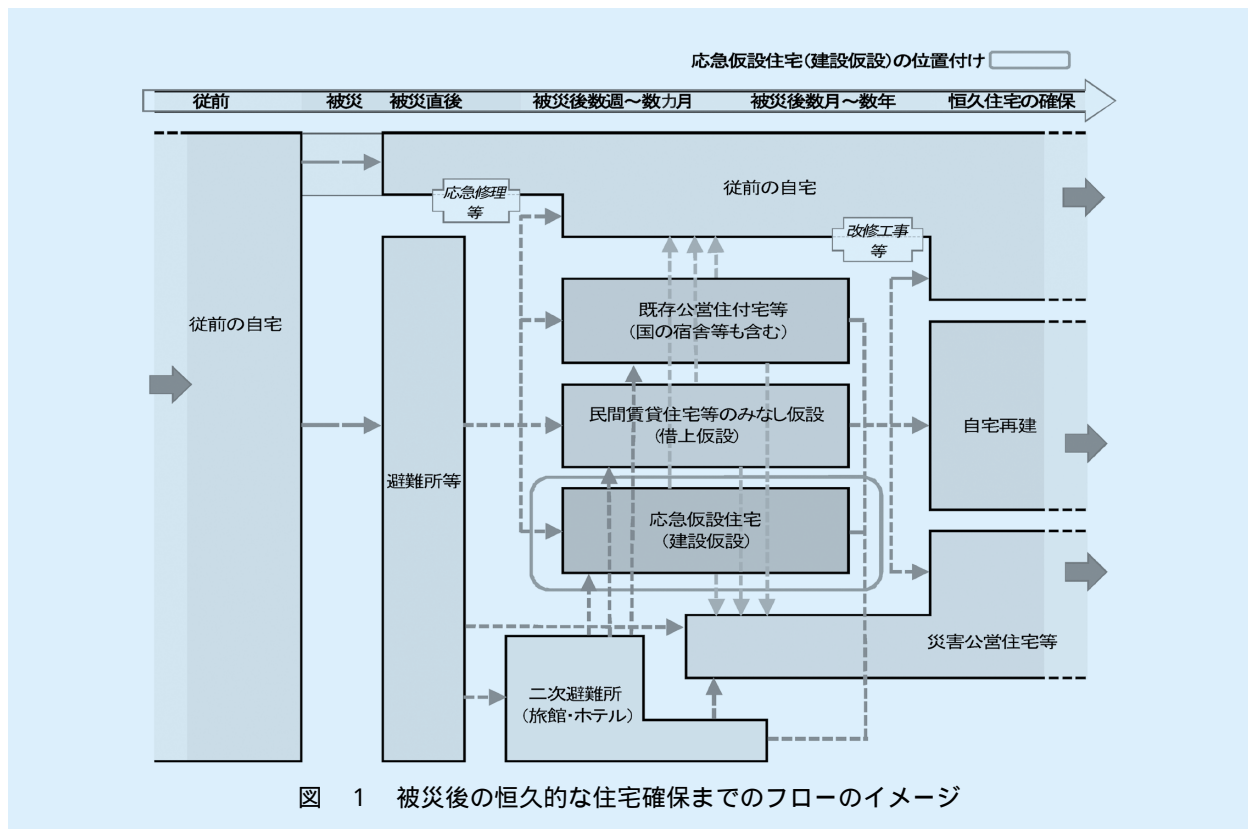 応急仮設住宅(建設仮設)の位置付け
従前 被災 被災直後 被災後数週～数カ月 被災後数月～数年 恒久住宅の確保
従前の自宅
応急修理
等
改修工事
等
従前の自宅
既存公営住付宅等
(国の宿舎等も含む)
民間賃貸住宅等のみなし仮設
(借上仮設)
自宅再建
避難所等
応急仮設住宅
(建設仮設)
災害公営住宅等
二次避難所
(旅館・ホテル)
図 1 被災後の恒久的な住宅確保までのフローのイメージ